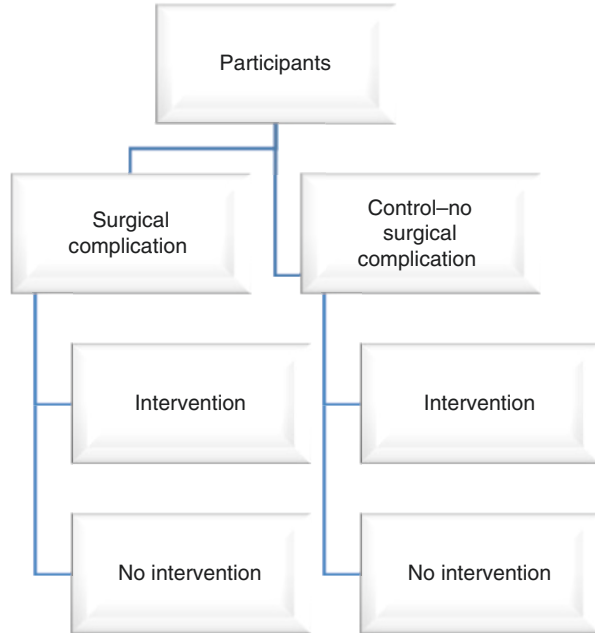 Participants
Surgical
complication
Control–no
surgical
complication
Intervention
Intervention
No intervention
No intervention